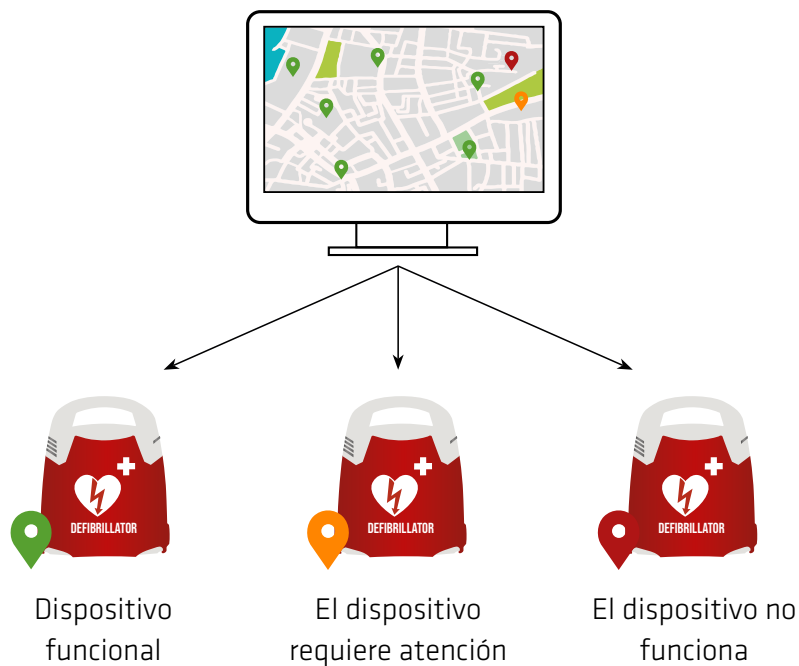 DEFIBRILLATOR
DEFIBRILLATOR
DEFIBRILLATOR
Dispositivo
funcional
El dispositivo
requiere atención
El dispositivo no
funciona